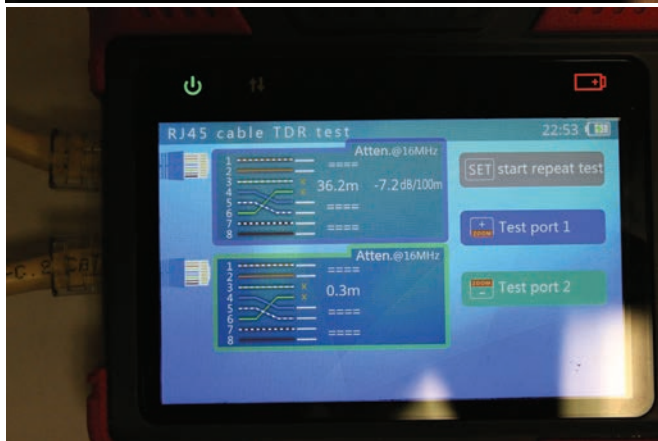 RJ45 cable TDR test
22:53
Atten.@16MHz
1
2
3
4
5
6
7
8
====
x
x
36.2m -7.2dB/100m
====
====
SET start repeat test
+ ZOOM Test port 1
Atten.@16MHz
1
2
3
4
5
6
7
8
====
x
x
0.3m
====
====
ZOOM - Test port 2